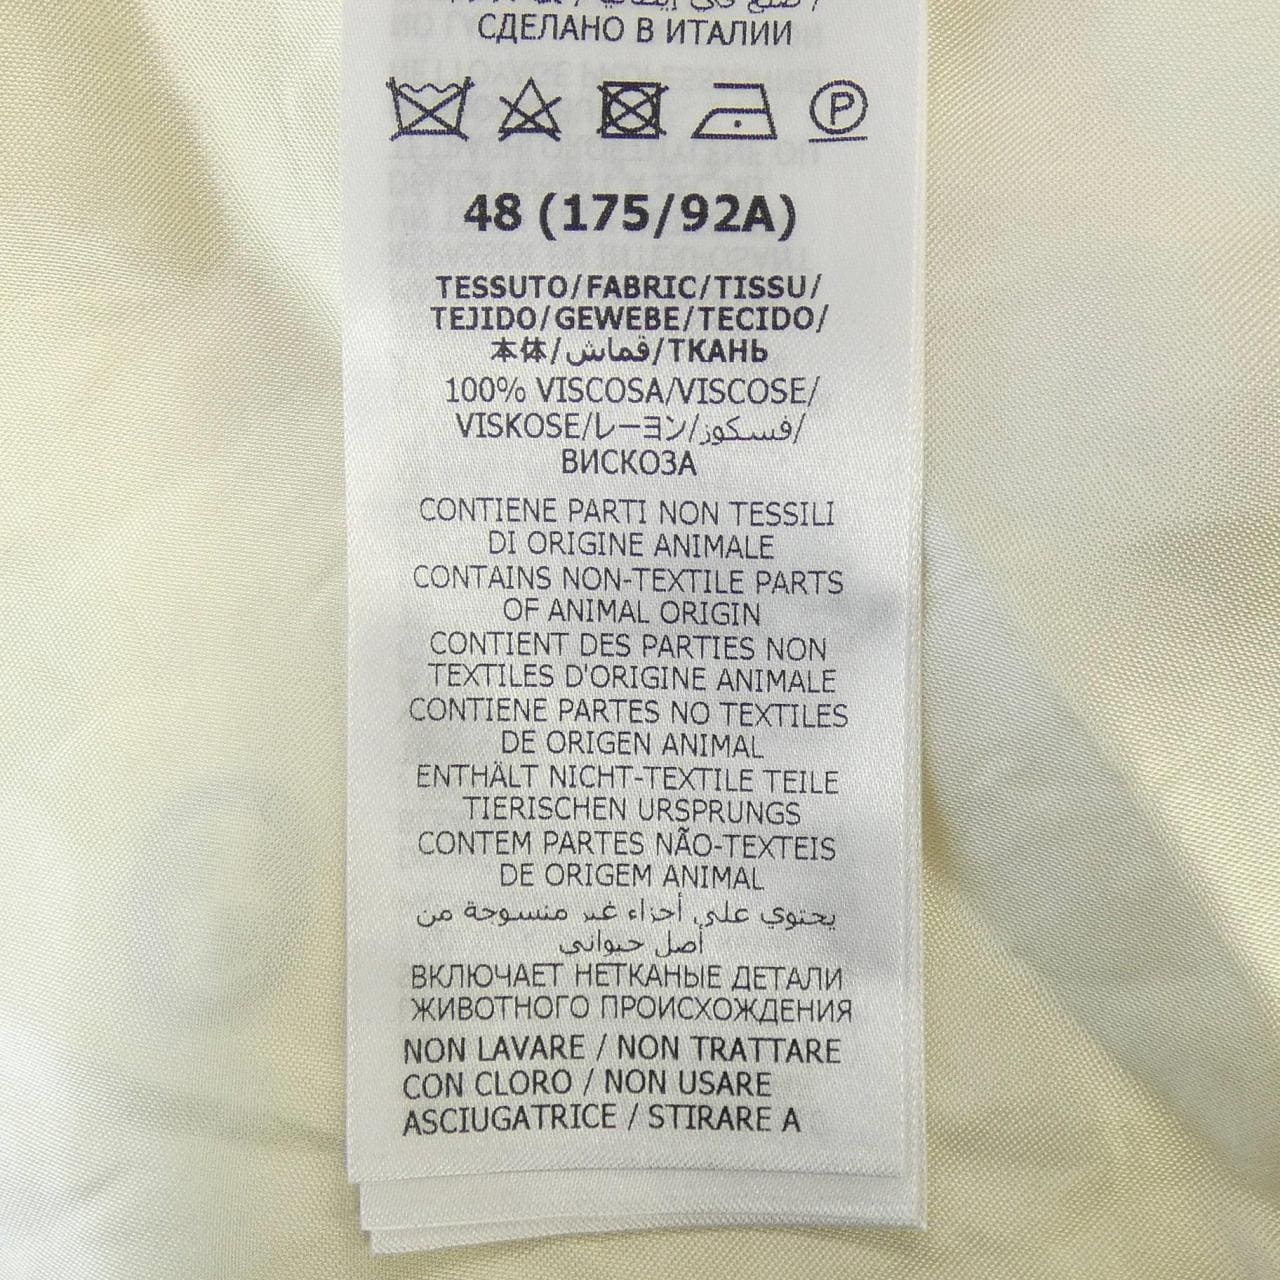 СДЕЛАНО В ИТАЛИИ
P
48 (175/92A)
TESSUTO/FABRIC/TISSU/
TEJIDO/GEWEBE/TECIDO/
本体/قماش/ТКАНЬ
100% VISCOSA/VISCOSE/
VISKOSE/レーヨン/فسكوز/
ВИСКОЗА
CONTIENE PARTI NON TESSILI
DI ORIGINE ANIMALE
CONTAINS NON-TEXTILE PARTS
OF ANIMAL ORIGIN
CONTIENT DES PARTIES NON
TEXTILES D'ORIGINE ANIMALE
CONTIENE PARTES NO TEXTILES
DE ORIGEN ANIMAL
ENTHÄLT NICHT-TEXTILE TEILE
TIERISCHEN URSPRUNGS
CONTEM PARTES NÃO-TEXTEIS
DE ORIGEM ANIMAL
يحتوي على أجزاء غير منسوجة من
أصل حيواني
ВКЛЮЧАЕТ НЕТКАНЫЕ ДЕТАЛИ
ЖИВОТНОГО ПРОИСХОЖДЕНИЯ
NON LAVARE / NON TRATTARE
CON CLORO / NON USARE
ASCIUGATRICE / STIRARE A